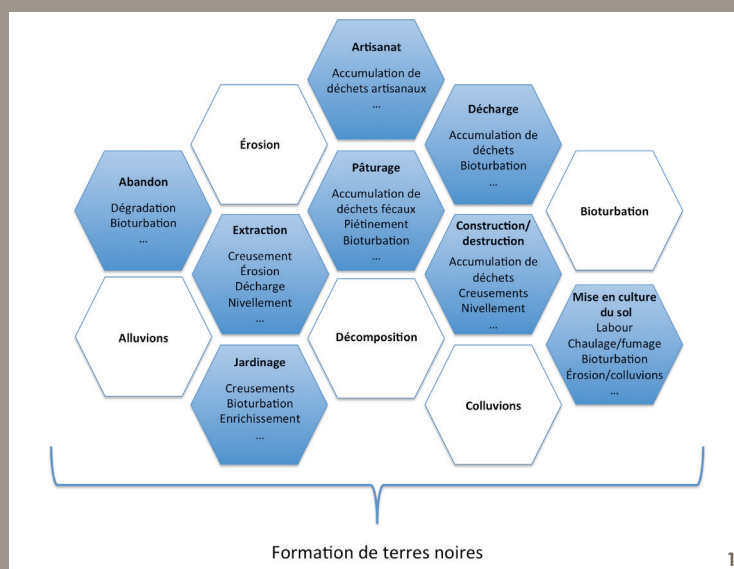 Artisanat
Accumulation de
déchets artisanaux
...
Érosion
Décharge
Accumulation de
déchets
Bioturbation
...
Abandon
Dégradation
Bioturbation
...
Pâturage
Accumulation de
déchets fécaux
Piétinement
Bioturbation
...
Bioturbation
Extraction
Creusement
Érosion
Décharge
Nivellement
...
Construction/
destruction
Accumulation de
déchets
Creusements
Nivellement
...
Alluvions
Décomposition
Mise en culture
du sol
Labour
Chaulage/fumage
Bioturbation
Érosion/colluvions
...
Jardinage
Creusements
Bioturbation
Enrichissement
...
Colluvions
Formation de terres noires
1